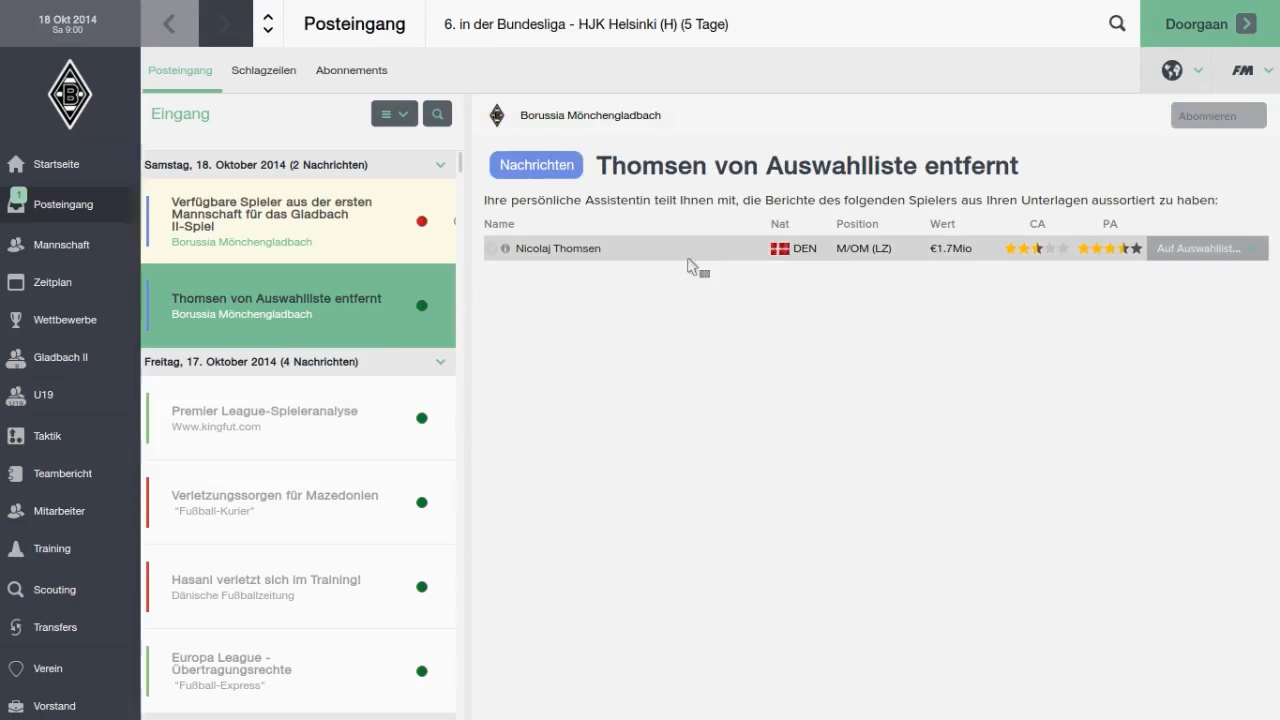 18 Okt 2014
Sa 9:00
Posteingang
6. in der Bundesliga - HJK Helsinki (H) (5 Tage)
Doorgaan
Posteingang
Schlagzeilen
Abonnements
FM
Eingang
Borussia Mönchengladbach
Abonnieren
Startseite
1
Posteingang
Mannschaft
Zeitplan
Wettbewerbe
Gladbach II
U19
Taktik
Teambericht
Mitarbeiter
Training
Scouting
Transfers
Verein
Vorstand
Samstag, 18. Oktober 2014 (2 Nachrichten)
Verfügbare Spieler aus der ersten
Mannschaft für das Gladbach
II-Spiel
Borussia Mönchengladbach
Thomsen von Auswahlliste entfernt
Borussia Mönchengladbach
Freitag, 17. Oktober 2014 (4 Nachrichten)
Premier League-Spieleranalyse
Www.kingfut.com
Verletzungssorgen für Mazedonien
"Fußball-Kurier"
Hasani verletzt sich im Training!
Dänische Fußballzeitung
Europa League -
Übertragungsrechte
"Fußball-Express"
Nachrichten
Thomsen von Auswahlliste entfernt
Ihre persönliche Assistentin teilt Ihnen mit, die Berichte des folgenden Spielers aus Ihren Unterlagen aussortiert zu haben:
Name Nat Position Wert CA PA
Nicolaj Thomsen DEN M/OM (LZ) €1.7Mio Auf Auswahllist...